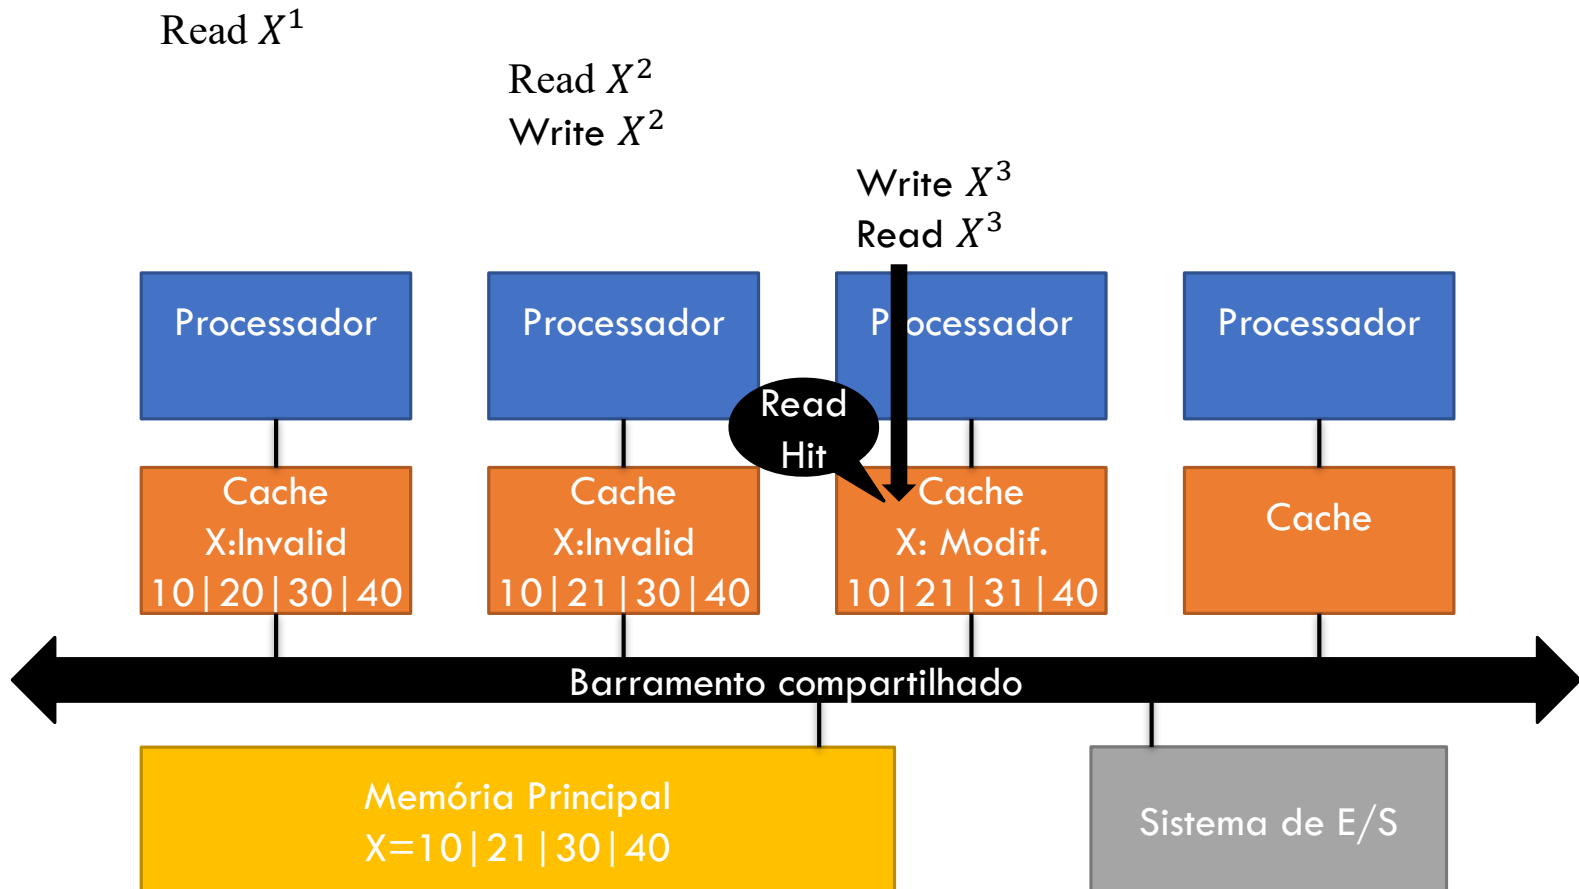 Read X¹
Read X²
Write X²
Write X³
Read X³
Processador
Processador
Processador
Processador
Read
Hit
Cache
X:Invalid
10|20|30|40
Cache
X:Invalid
10|21|30|40
Cache
X: Modif.
10|21|31|40
Cache
Barramento compartilhado
Memória Principal
X=10|21|30|40
Sistema de E/S